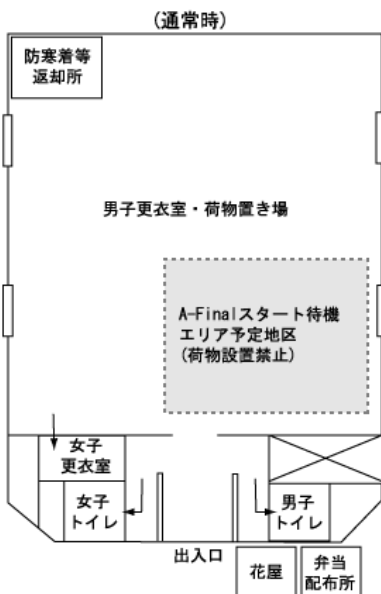 (通常時)
防寒着等
返却所
男子更衣室・荷物置き場
A-Finalスタート待機
エリア予定地区
(荷物設置禁止)
女子
更衣室
女子
トイレ
男子
トイレ
出入口
花屋
弁当
配布所